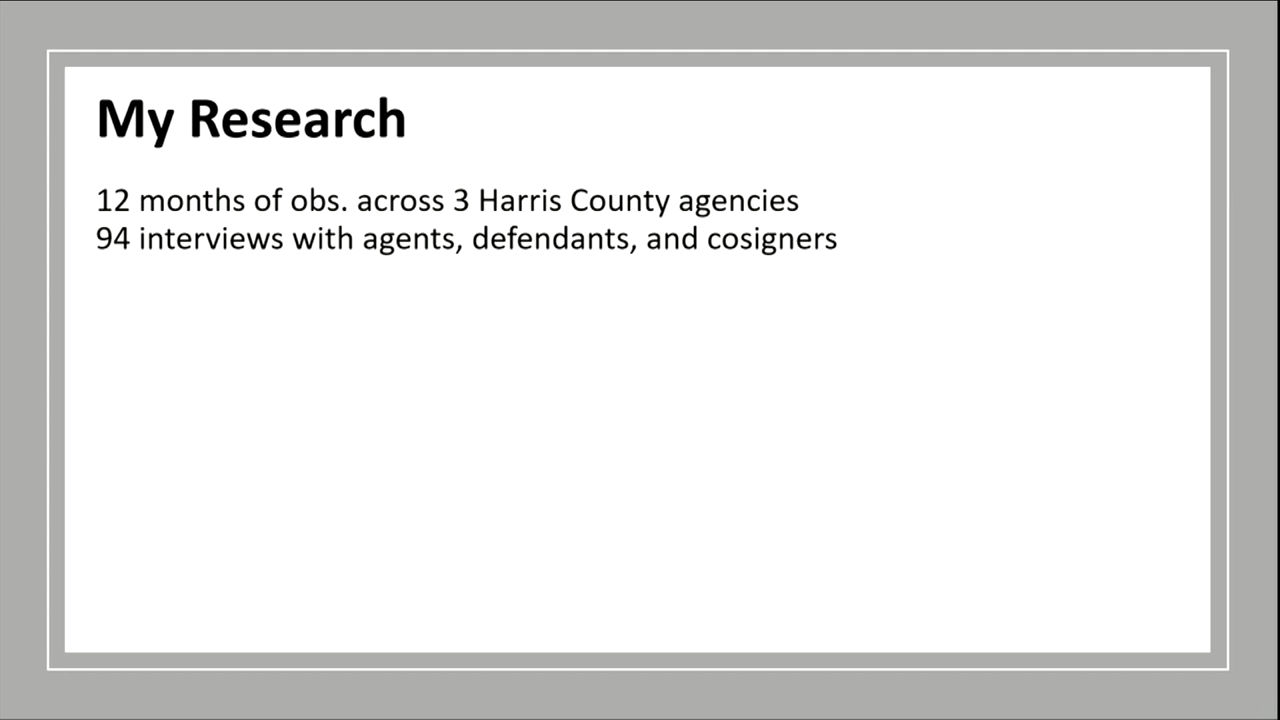 My Research
12 months of obs. across 3 Harris County agencies
94 interviews with agents, defendants, and cosigners